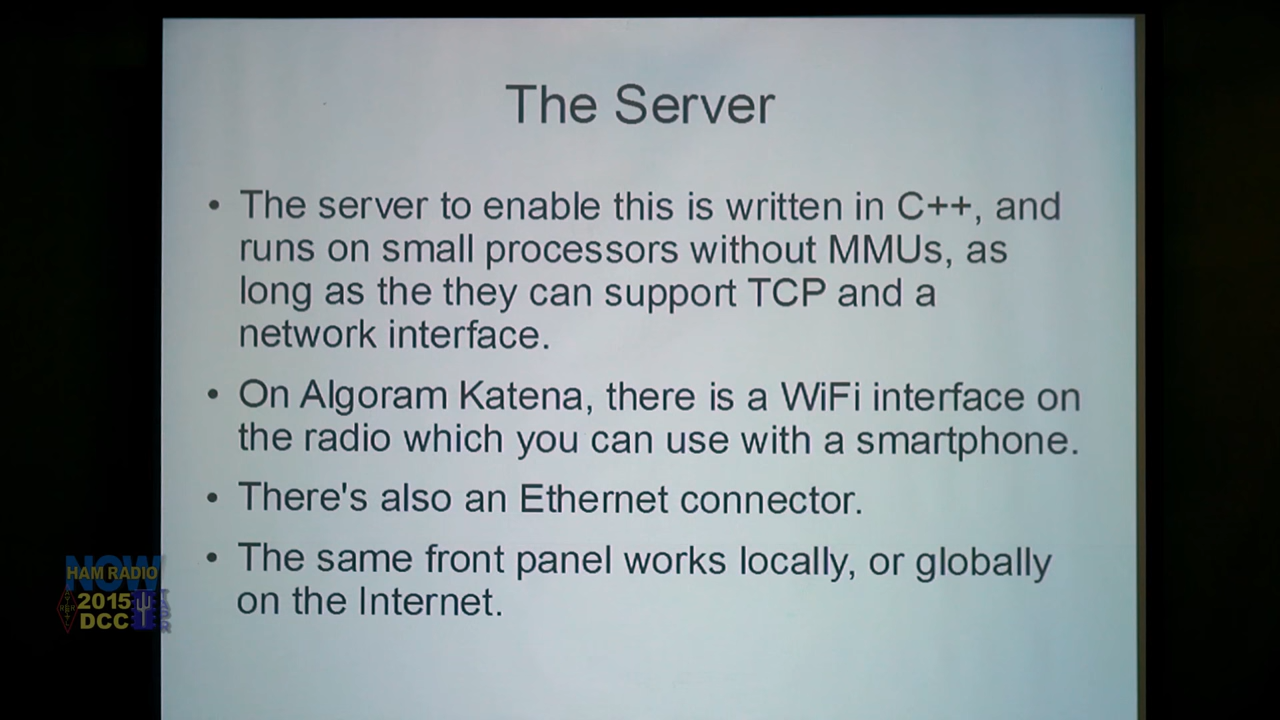 The Server
• The server to enable this is written in C++, and
runs on small processors without MMUs, as
long as the they can support TCP and a
network interface.
• On Algoram Katena, there is a WiFi interface on
the radio which you can use with a smartphone.
• There's also an Ethernet connector.
• The same front panel works locally, or globally
on the Internet.
NOW
HAM RADIO
2015
DCC
TAPR